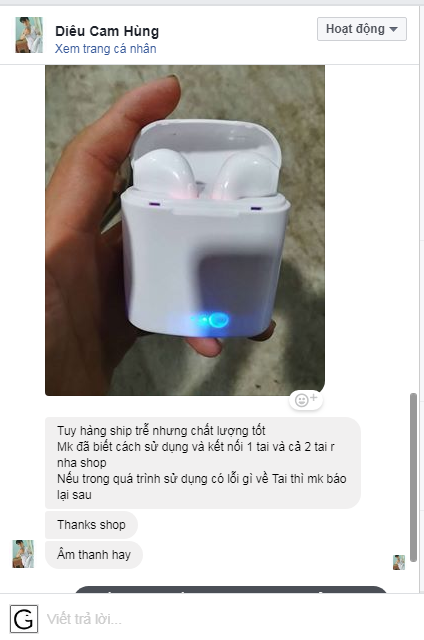 Diêu Cam Hùng
Xem trang cá nhân
Hoạt động
Tuy hàng ship trễ nhưng chất lượng tốt
Mk đã biết cách sử dụng và kết nối 1 tai và cả 2 tai r
nha shop
Nếu trong quá trình sử dụng có lỗi gì về Tai thì mk báo
lại sau
Thanks shop
Âm thanh hay
G
Viết trả lời...